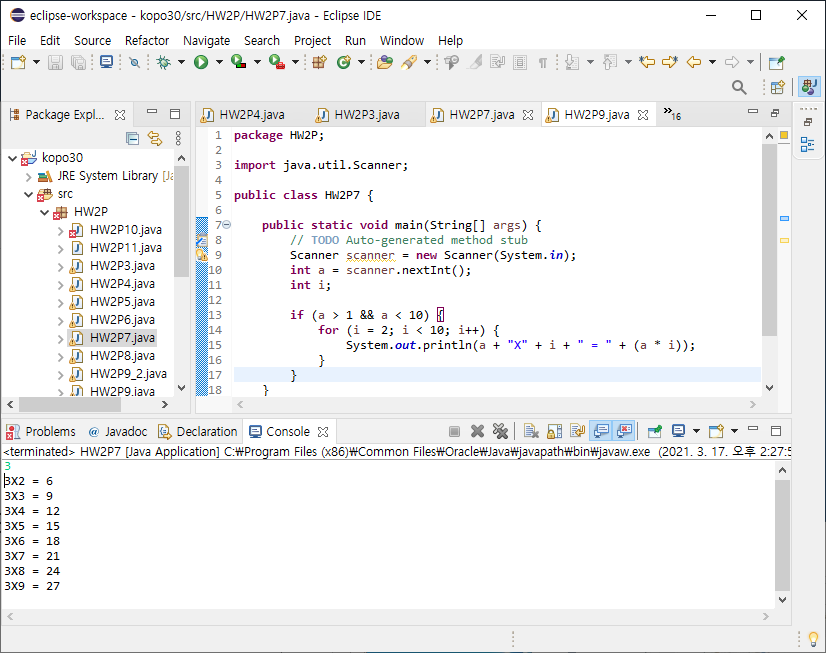 eclipse-workspace - kopo30/src/HW2P/HW2P7.java - Eclipse IDE
File Edit Source Refactor Navigate Search Project Run Window Help
Package Expl...
kopo30
JRE System Library [Ja
src
HW2P
HW2P10.java
HW2P11.java
HW2P3.java
HW2P4.java
HW2P5.java
HW2P6.java
HW2P7.java
HW2P8.java
HW2P9_2.java
HW2P9.java
HW2P4.java HW2P3.java HW2P7.java HW2P9.java »16
1 package HW2P;
2
3 import java.util.Scanner;
4
5 public class HW2P7 {
6
7 public static void main(String[] args) {
8 // TODO Auto-generated method stub
9 Scanner scanner = new Scanner(System.in);
10 int a = scanner.nextInt();
11 int i;
12
13 if (a > 1 && a < 10) {
14 for (i = 2; i < 10; i++) {
15 System.out.println(a + "X" + i + " = " + (a * i));
16 }
17 }
18 }
Problems @ Javadoc Declaration Console
<terminated> HW2P7 [Java Application] C:₩Program Files (x86)₩Common Files₩Oracle₩Java₩javapath₩bin₩javaw.exe (2021. 3. 17. 오후 2:27:5
3
3X2 = 6
3X3 = 9
3X4 = 12
3X5 = 15
3X6 = 18
3X7 = 21
3X8 = 24
3X9 = 27